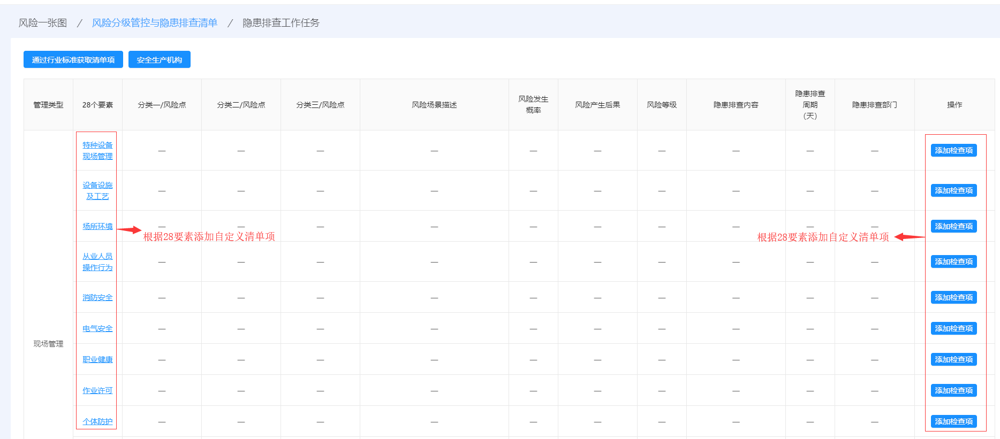 风险一张图 / 风险分级管控与隐患排查清单 / 隐患排查工作任务
通过行业标准获取清单项 安全生产机构
管理类型 28个要素 分类一/风险点 分类二/风险点 分类三/风险点 风险场景描述 风险发生概率 风险产生后果 风险等级 隐患排查内容 隐患排查周期（天） 隐患排查部门 操作
现场管理
特种设备现场管理 — — — — — — — — — — 添加检查项
设备设施及工艺 — — — — — — — — — — 添加检查项
场所环境 — — — — — — — — — — 添加检查项
根据28要素添加自定义清单项 根据28要素添加自定义清单项
从业人员操作行为 — — — — — — — — — — 添加检查项
消防安全 — — — — — — — — — — 添加检查项
电气安全 — — — — — — — — — — 添加检查项
职业健康 — — — — — — — — — — 添加检查项
作业许可 — — — — — — — — — — 添加检查项
个体防护 — — — — — — — — — — 添加检查项